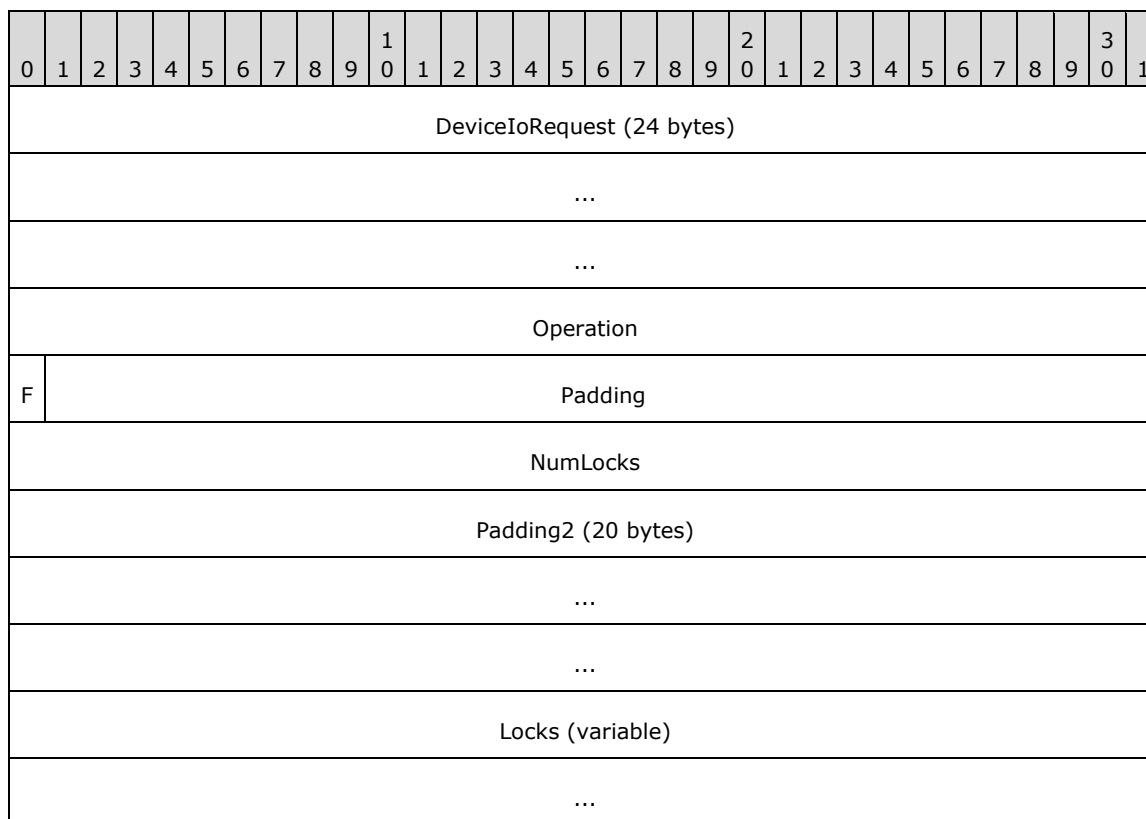 1 2 3
0 1 2 3 4 5 6 7 8 9 0 1 2 3 4 5 6 7 8 9 0 1 2 3 4 5 6 7 8 9 0 1
DeviceIoRequest (24 bytes)
...
...
Operation
F Padding
NumLocks
Padding2 (20 bytes)
...
...
Locks (variable)
...